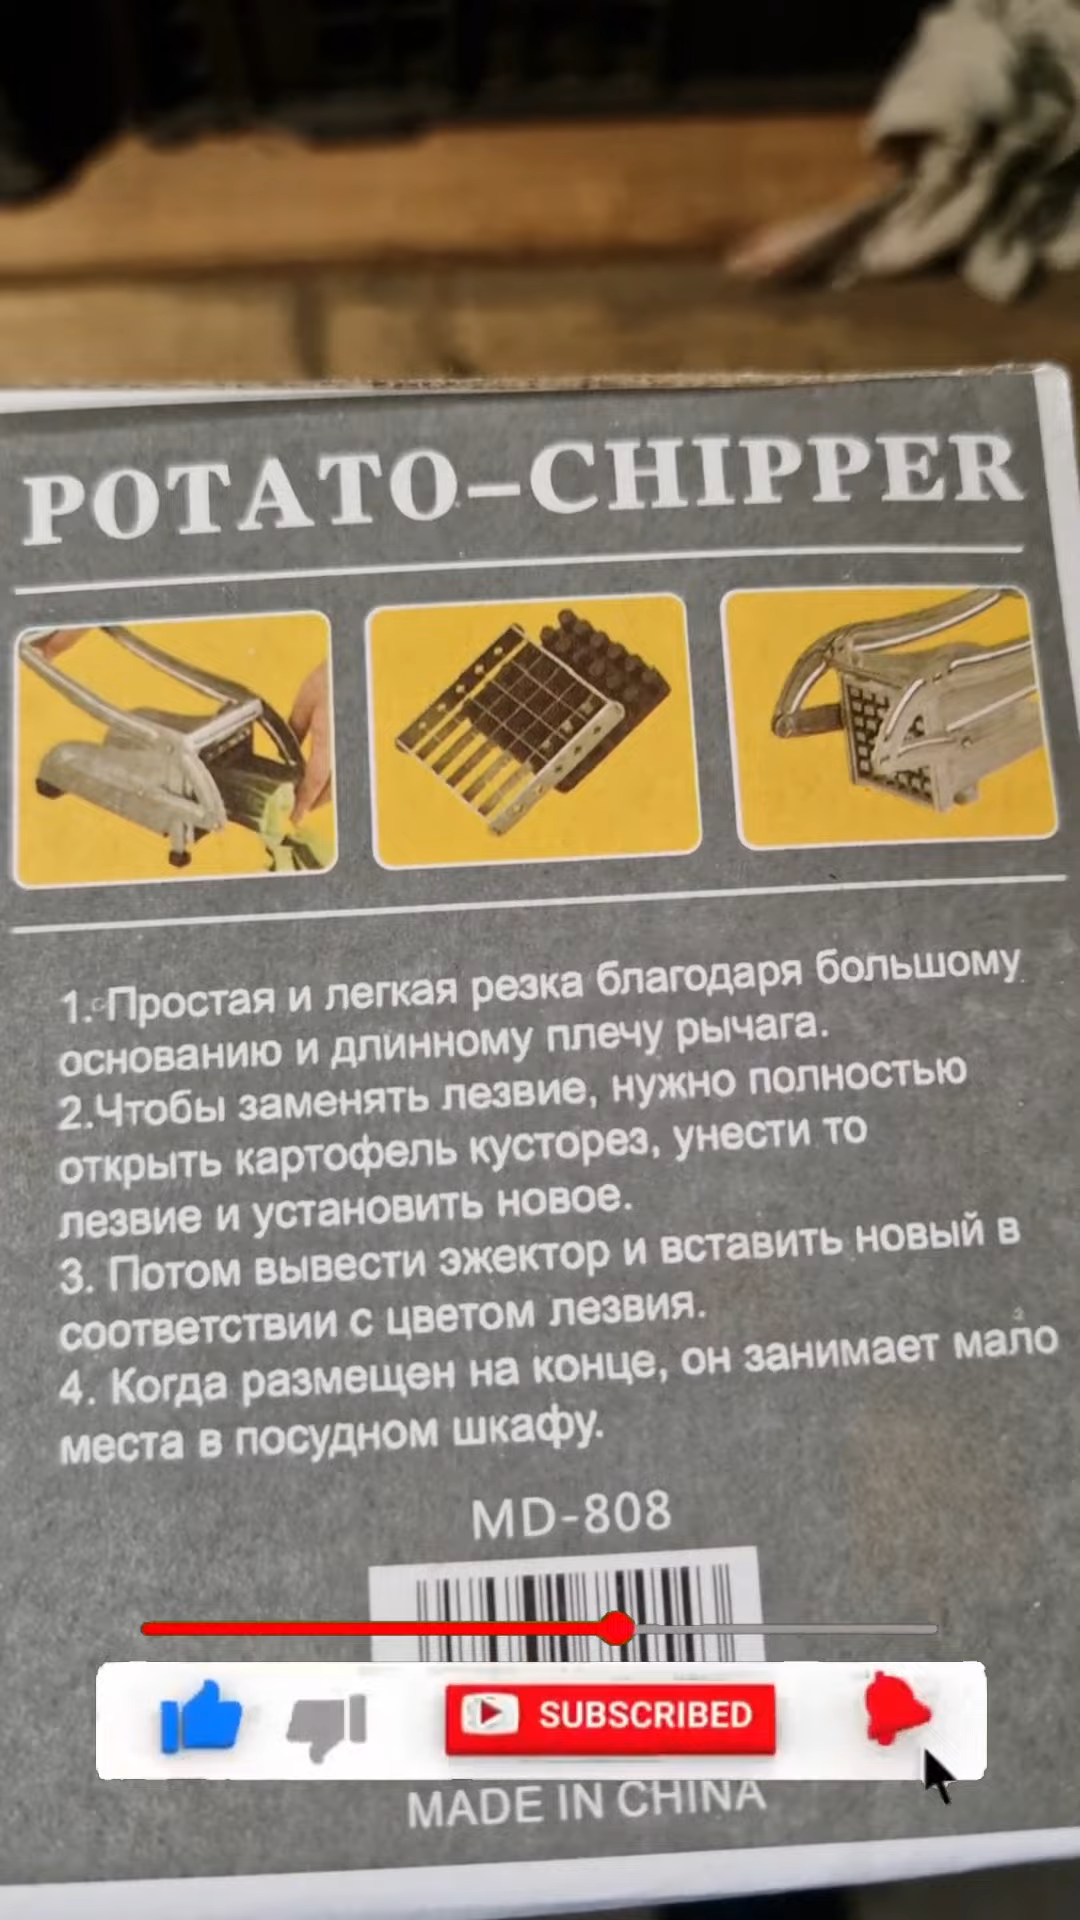 POTATO-CHIPPER
1. Простая и легкая резка благодаря большому
основанию и длинному плечу рычага.
2.Чтобы заменять лезвие, нужно полностью
открыть картофель кусторез, унести то
лезвие и установить новое.
3. Потом вывести эжектор и вставить новый в
соответствии с цветом лезвия.
4. Когда размещен на конце, он занимает мало
места в посудном шкафу.
MD-808
SUBSCRIBED
MADE IN CHINA